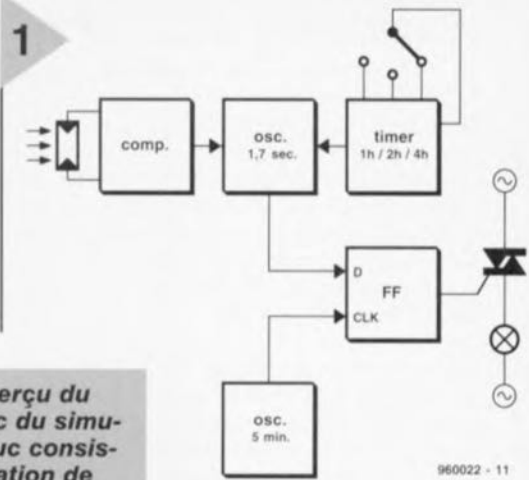 1
comp.
osc.
1,7 sec.
timer
1h / 2h / 4h
D
FF
CLK
osc.
5 min.
erçu du
c du simu-
uc consis-
ation de
960022 - 11